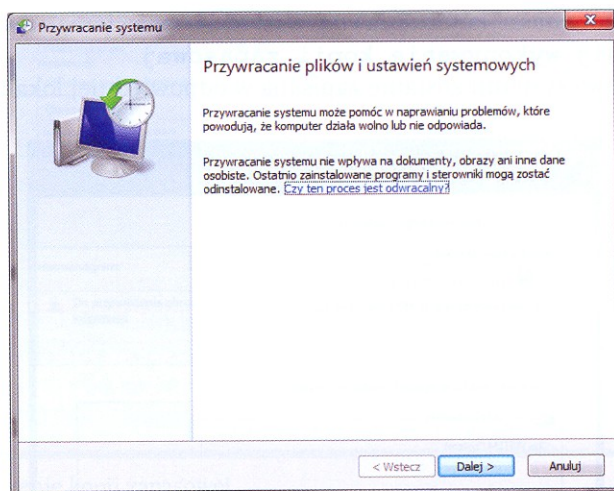 Przywracanie systemu
Przywracanie plików i ustawień systemowych
Przywracanie systemu może pomóc w naprawianiu problemów, które
powodują, że komputer działa wolno lub nie odpowiada.
Przywracanie systemu nie wpływa na dokumenty, obrazy ani inne dane
osobiste. Ostatnio zainstalowane programy i sterowniki mogą zostać
odinstalowane. Czy ten proces jest odwracalny?
< Wstecz Dalej > Anuluj